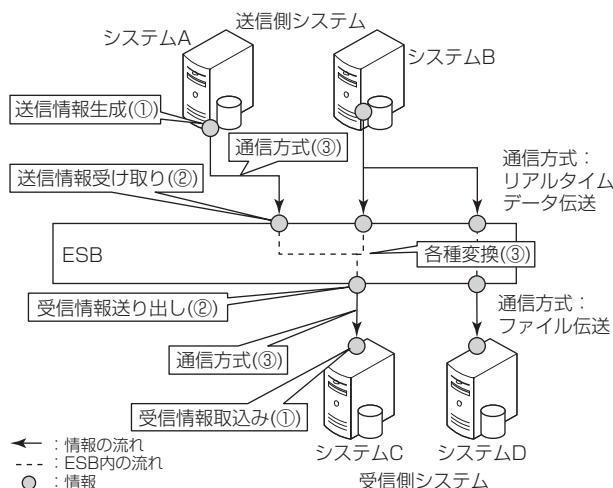 送信側システム
システムA
システムB
送信情報生成(①)
通信方式(③)
通信方式：
リアルタイム
データ伝送
送信情報受け取り(②)
ESB
各種変換(③)
受信情報送り出し(②)
通信方式：
ファイル伝送
通信方式(③)
受信情報取込み(①)
システムC
システムD
受信側システム
：情報の流れ
：ESB内の流れ
：情報